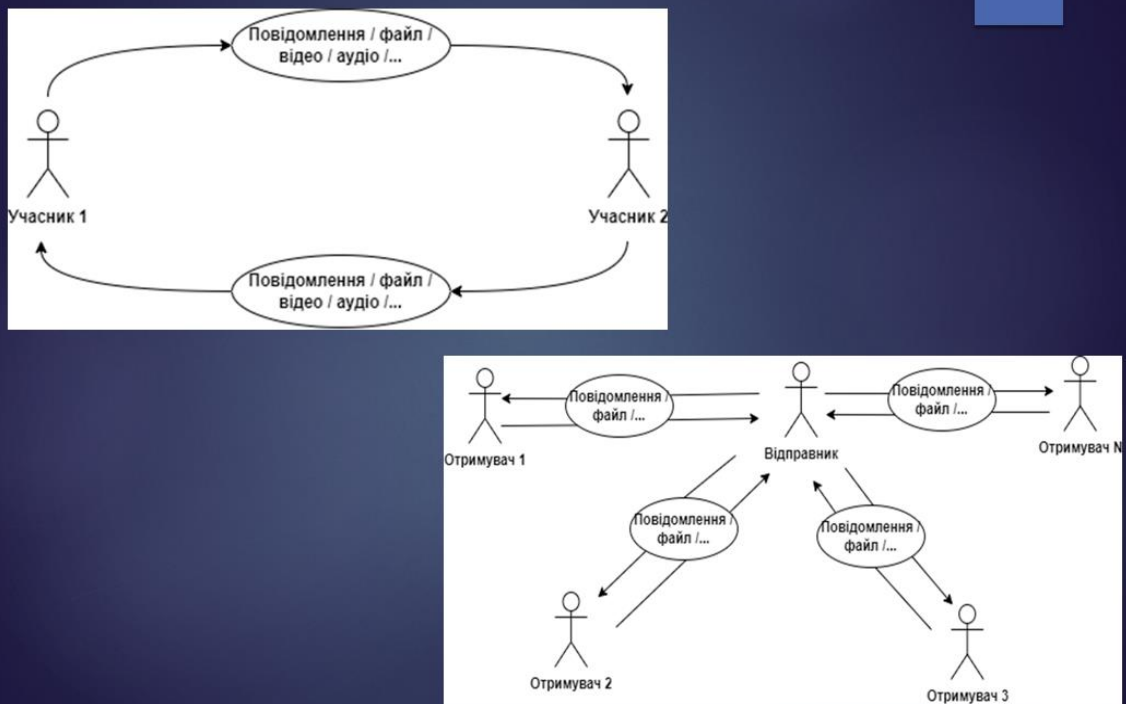 Повідомлення / файл /
відео / аудіо /...
Учасник 1
Учасник 2
Повідомлення / файл /
відео / аудіо /...
Повідомлення /
файл /...
Повідомлення /
файл /...
Отримувач 1
Відправник
Отримувач N
Повідомлення /
файл /...
Повідомлення /
файл /...
Отримувач 2
Отримувач 3